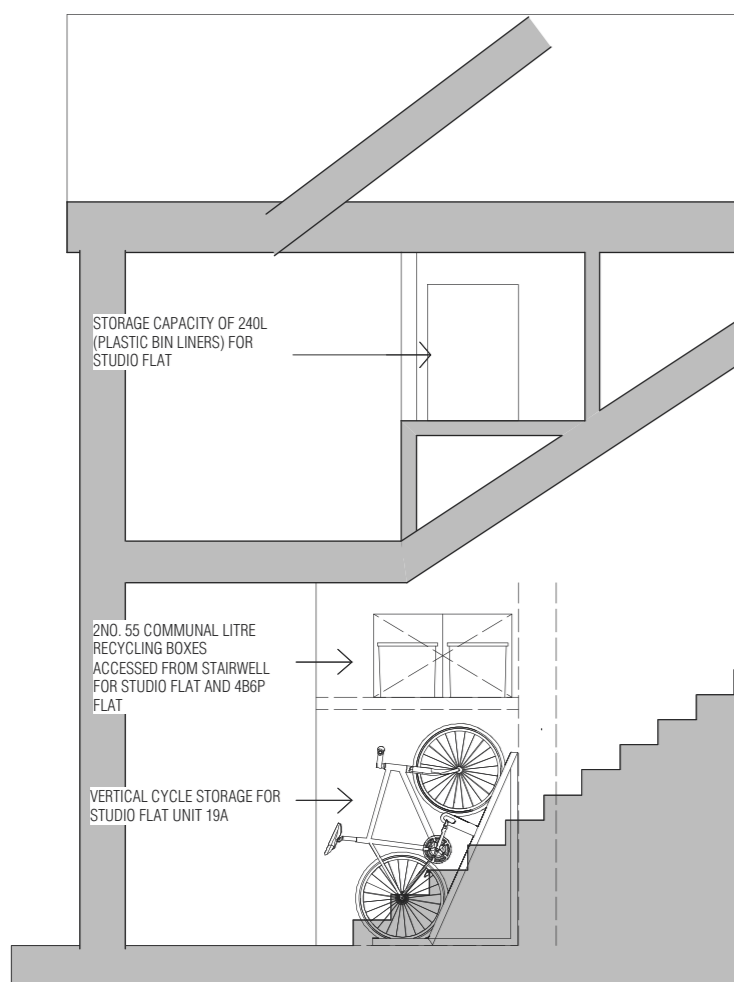 STORAGE CAPACITY OF 240L
(PLASTIC BIN LINERS) FOR
STUDIO FLAT
2NO. 55 COMMUNAL LITRE
RECYCLING BOXES
ACCESSED FROM STAIRWELL
FOR STUDIO FLAT AND 4B6P
FLAT
VERTICAL CYCLE STORAGE FOR
STUDIO FLAT UNIT 19A